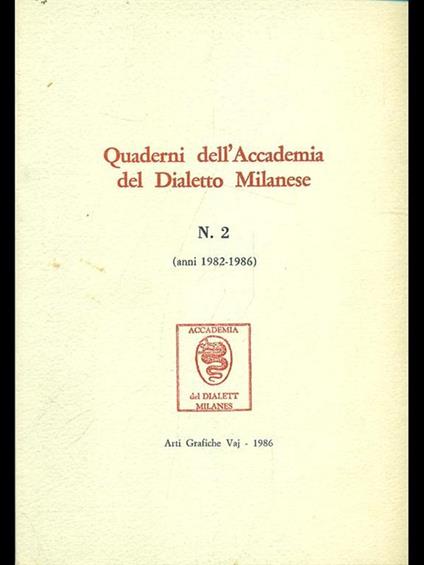 Quaderni dell'Accademia
del Dialetto Milanese
N. 2
(anni 1982-1986)
ACCADEMIA
del DIALETT
MILANES
Arti Grafiche Vaj - 1986